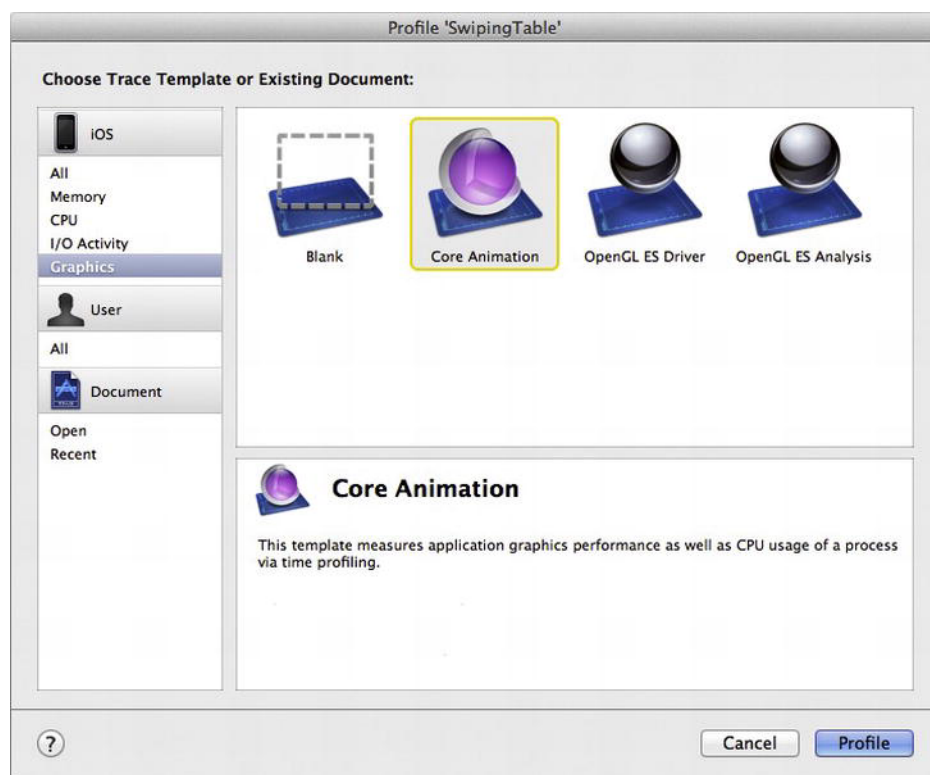 Profile 'SwipingTable'
Choose Trace Template or Existing Document:
iOS
All
Memory
CPU
I/O Activity
Graphics
User
All
Document
Open
Recent
Blank
Core Animation
OpenGL ES Driver
OpenGL ES Analysis
Core Animation
This template measures application graphics performance as well as CPU usage of a process
via time profiling.
?
Cancel
Profile